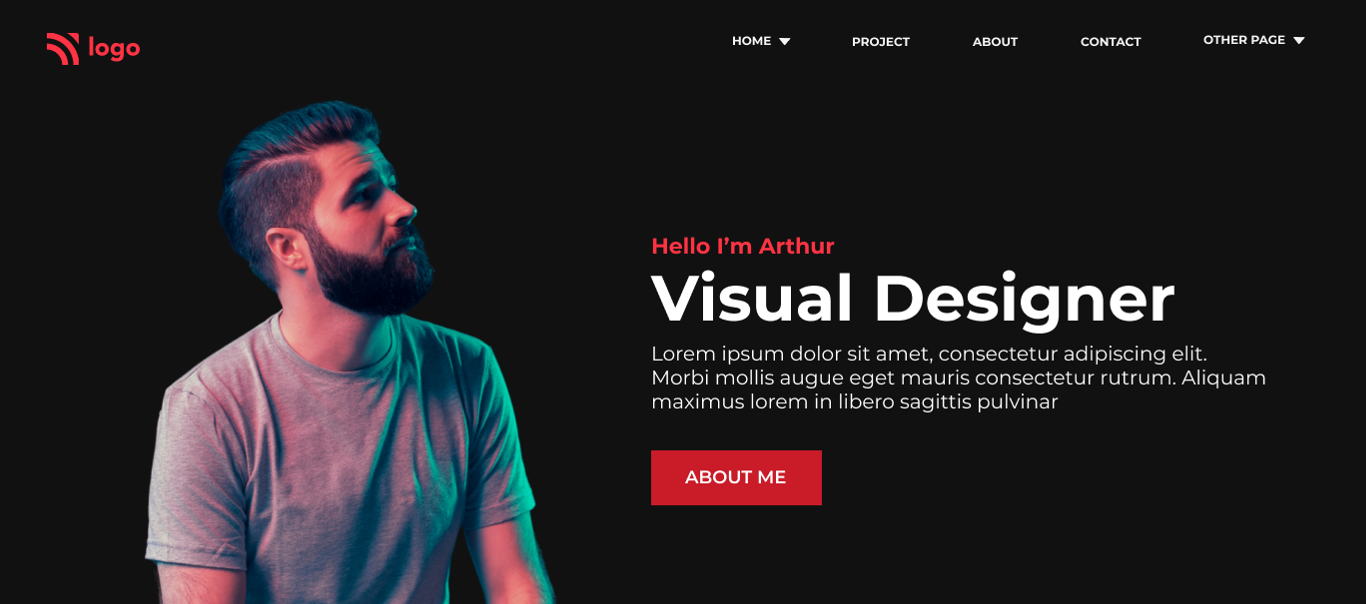 logo
HOME
PROJECT
ABOUT
CONTACT
OTHER PAGE
Hello I’m Arthur
Visual Designer
Lorem ipsum dolor sit amet, consectetur adipiscing elit.
Morbi mollis augue eget mauris consectetur rutrum. Aliquam
maximus lorem in libero sagittis pulvinar
ABOUT ME